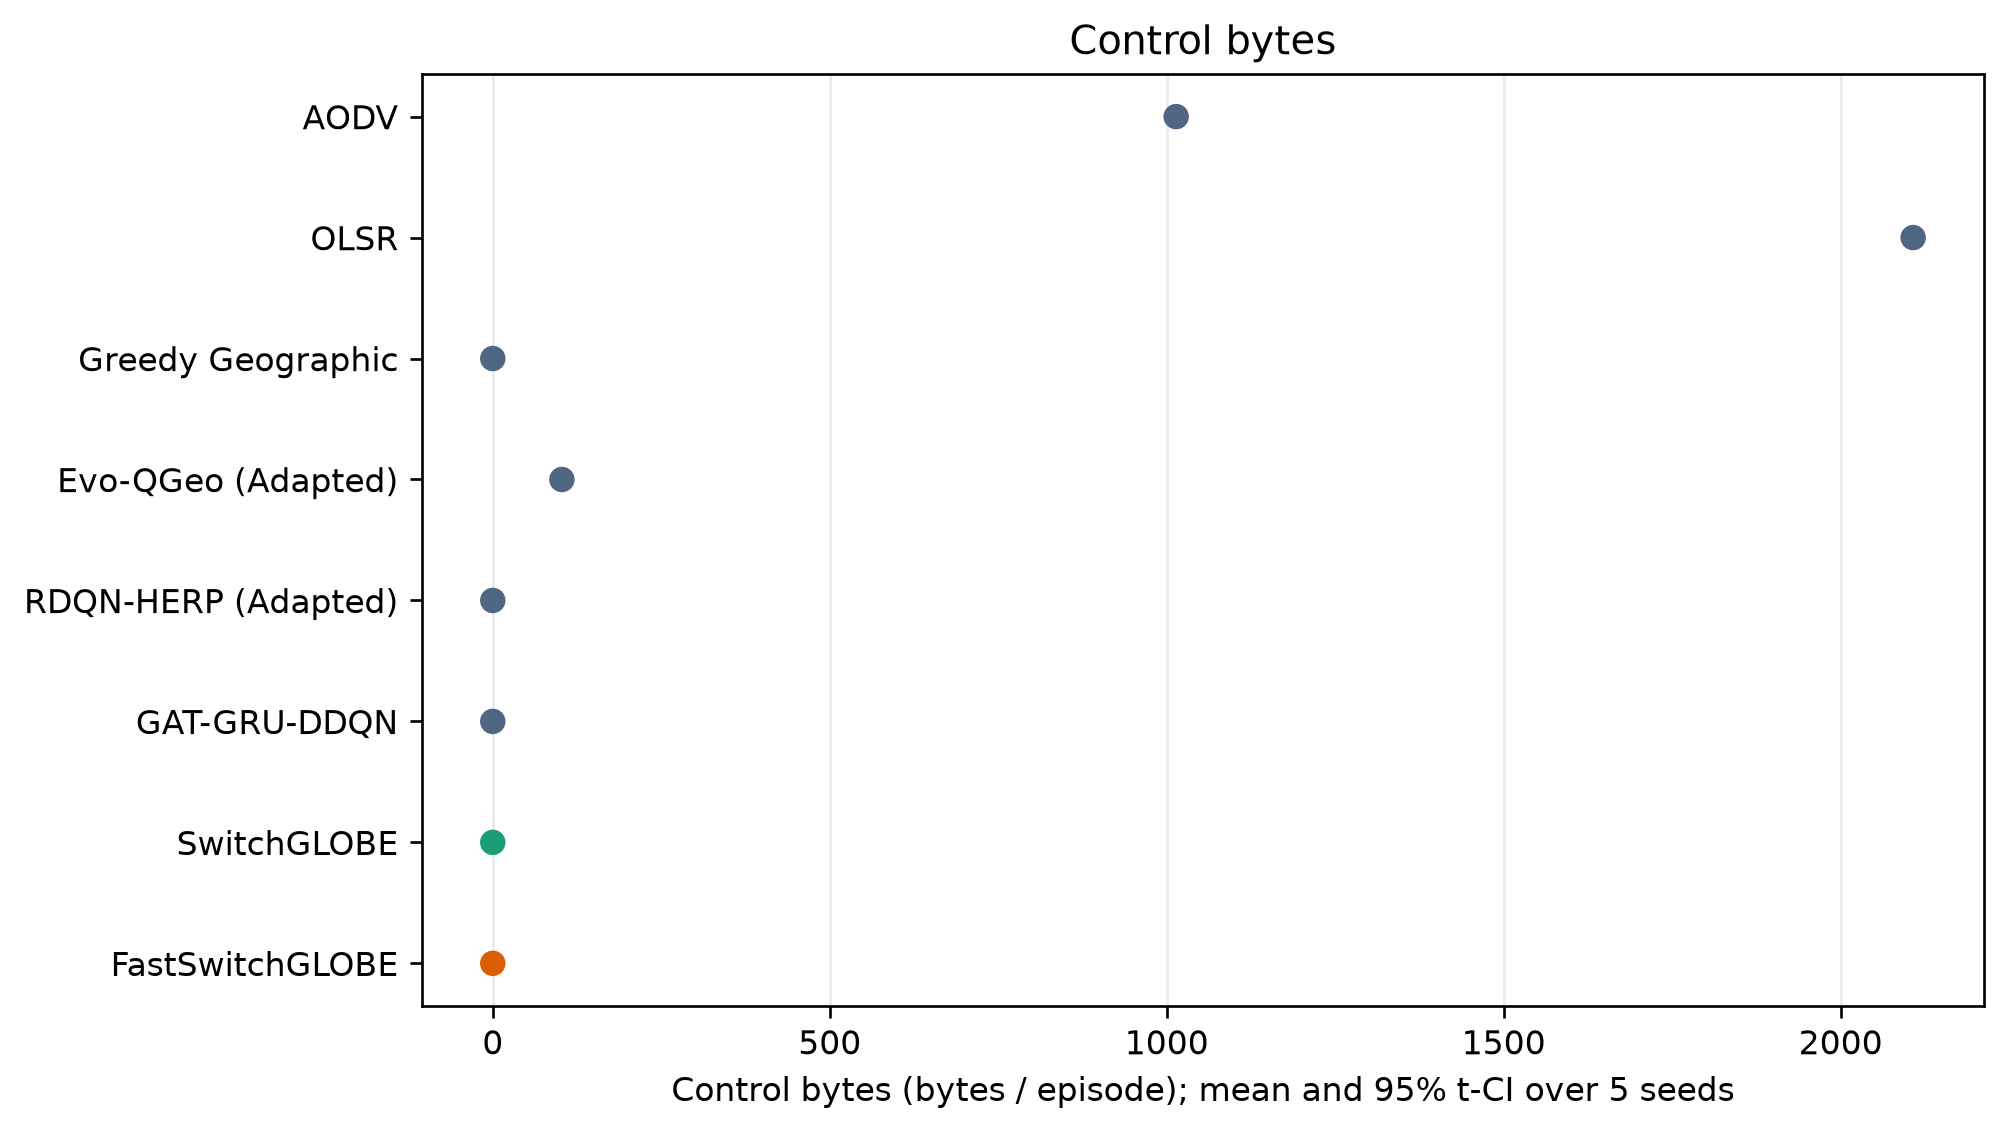 Control bytes
AODV
OLSR
Greedy Geographic
Evo-QGeo (Adapted)
RDQN-HERP (Adapted)
GAT-GRU-DDQN
SwitchGLOBE
FastSwitchGLOBE
0 500 1000 1500 2000
Control bytes (bytes / episode); mean and 95% t-CI over 5 seeds